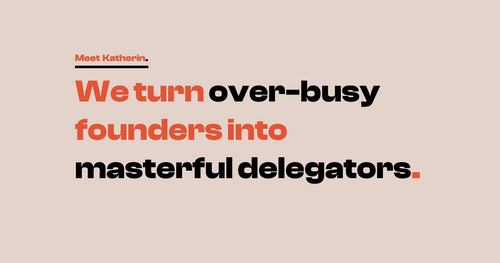 Meet Katherin.
We turn over-busy
founders into
masterful delegators.